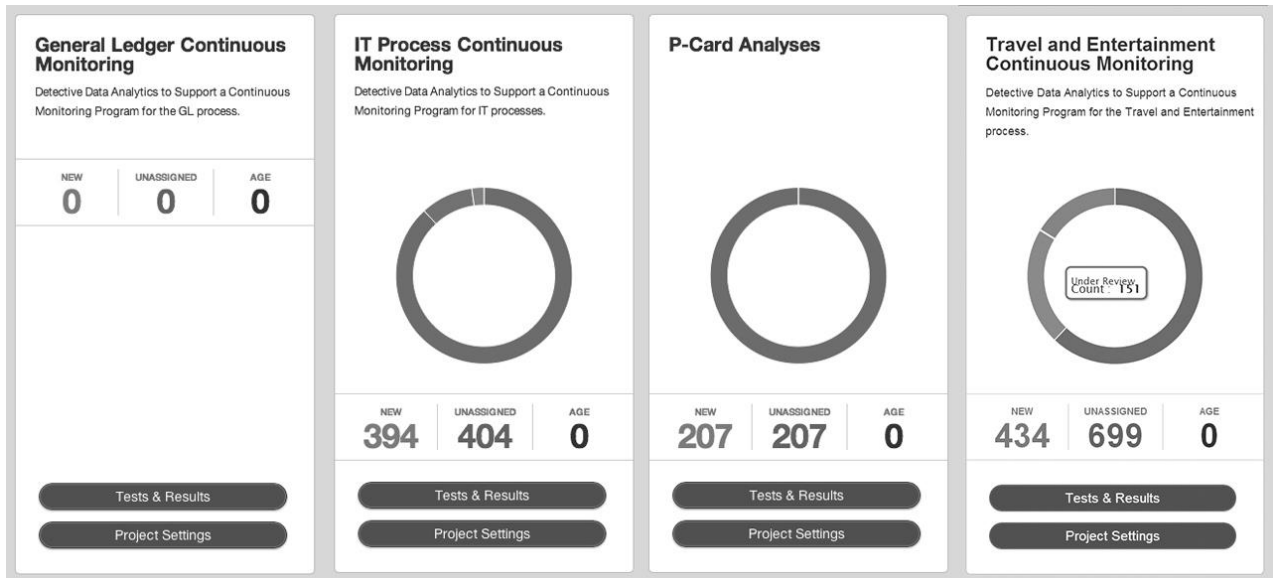 General Ledger Continuous
Monitoring
Detective Data Analytics to Support a Continuous
Monitoring Program for the GL process.
NEW UNASSIGNED AGE
0 0 0
Tests & Results
Project Settings
IT Process Continuous
Monitoring
Detective Data Analytics to Support a Continuous
Monitoring Program for IT processes.
NEW UNASSIGNED AGE
394 404 0
Tests & Results
Project Settings
P-Card Analyses
NEW UNASSIGNED AGE
207 207 0
Tests & Results
Project Settings
Travel and Entertainment
Continuous Monitoring
Detective Data Analytics to Support a Continuous
Monitoring Program for the Travel and Entertainment
process.
Under Review
Count : 151
NEW UNASSIGNED AGE
434 699 0
Tests & Results
Project Settings